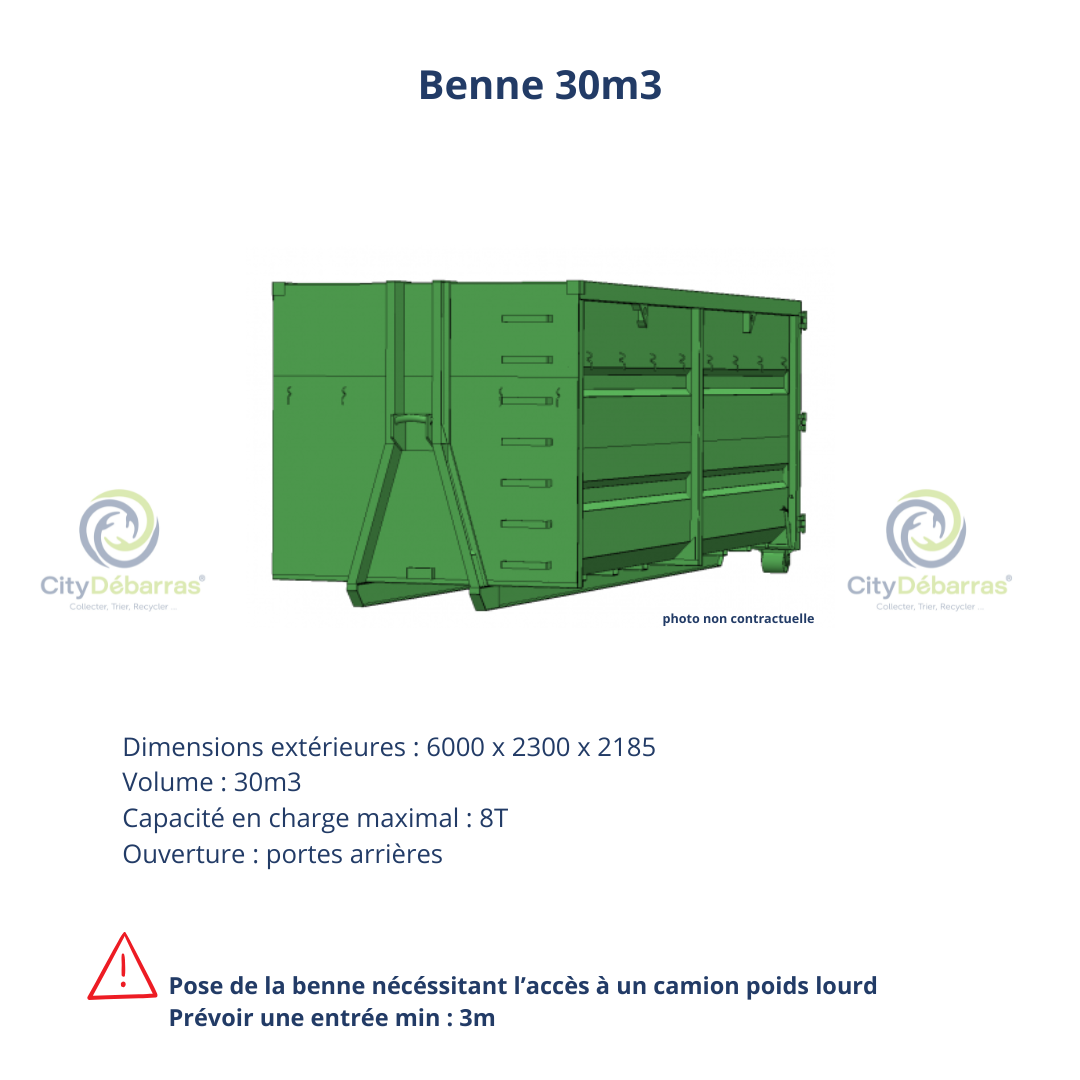 Benne 30m3
CityDébarras®
Collecter, Trier, Recycler ...
CityDébarras®
Collecter, Trier, Recycler ...
photo non contractuelle
Dimensions extérieures : 6000 x 2300 x 2185
Volume : 30m3
Capacité en charge maximal : 8T
Ouverture : portes arrières
Pose de la benne nécéssitant l’accès à un camion poids lourd
Prévoir une entrée min : 3m